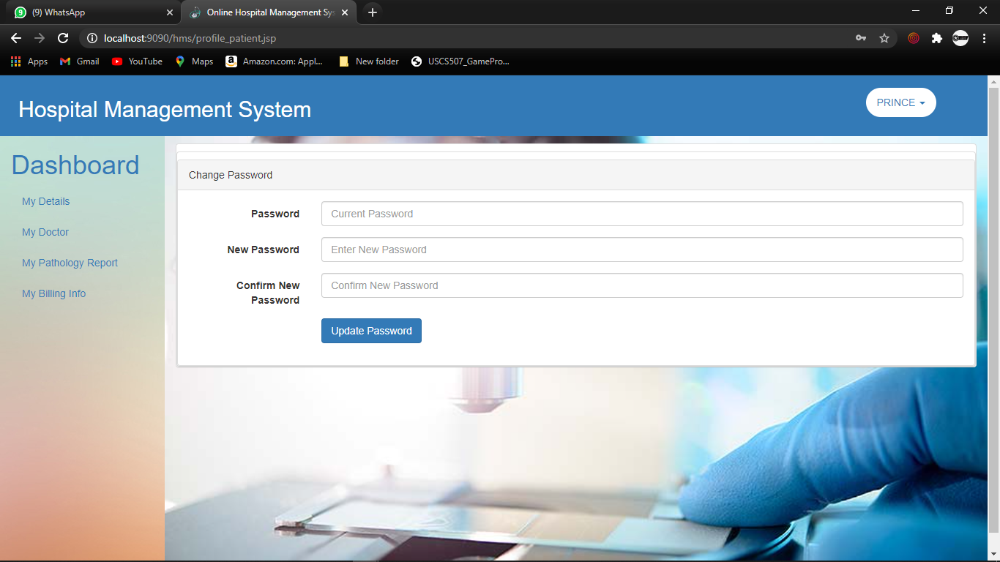 9
(9) WhatsApp
Online Hospital Management Sys
localhost:9090/hms/profile_patient.jsp
Apps
Gmail
YouTube
Maps
a
Amazon.com: Appl...
New folder
USCS507_GamePro...
Hospital Management System
PRINCE
Dashboard
My Details
My Doctor
My Pathology Report
My Billing Info
Change Password
Password
Current Password
New Password
Enter New Password
Confirm New
Password
Confirm New Password
Update Password